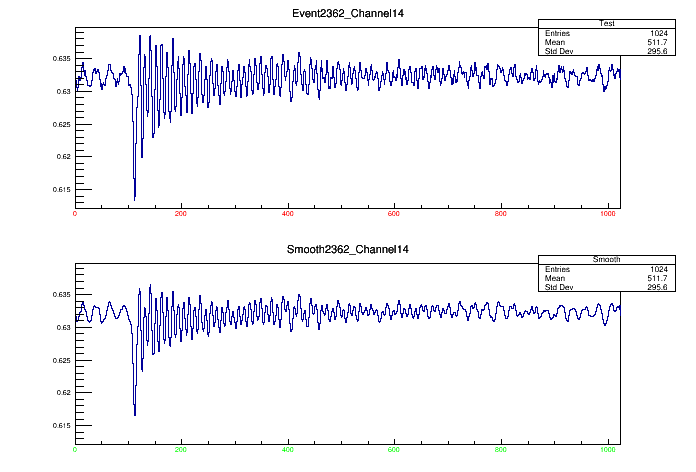 Event2362_Channel14
Test
Entries 1024
Mean 511.7
Std Dev 295.6
0.635
0.63
0.625
0.62
0.615
0 200 400 600 800 1000
Smooth2362_Channel14
Smooth
Entries 1024
Mean 511.7
Std Dev 295.6
0.635
0.63
0.625
0.62
0.615
0 200 400 600 800 1000